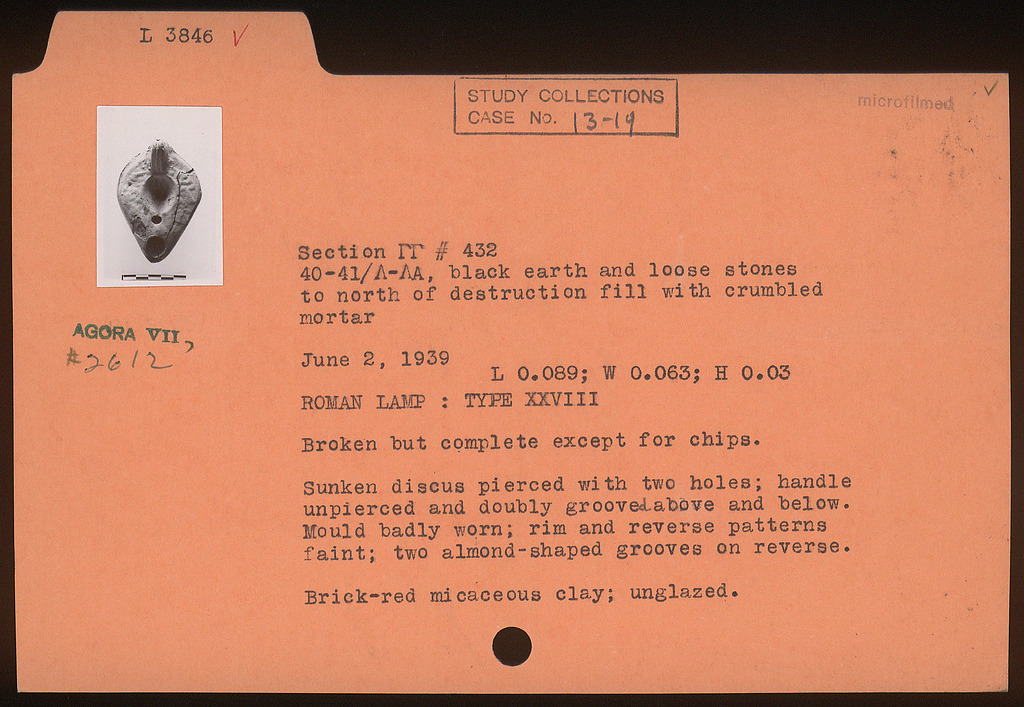 L 3846 ✓
STUDY COLLECTIONS
CASE No. 13-19
microfilmed ✓
Section ΓΓ # 432
40-41/Λ-ΛΑ, black earth and loose stones
to north of destruction fill with crumbled
mortar
AGORA VII,
#2612
June 2, 1939
L 0.089; W 0.063; H 0.03
ROMAN LAMP : TYPE XXVIII
Broken but complete except for chips.
Sunken discus pierced with two holes; handle
unpierced and doubly grooved above and below.
Mould badly worn; rim and reverse patterns
faint; two almond-shaped grooves on reverse.
Brick-red micaceous clay; unglazed.